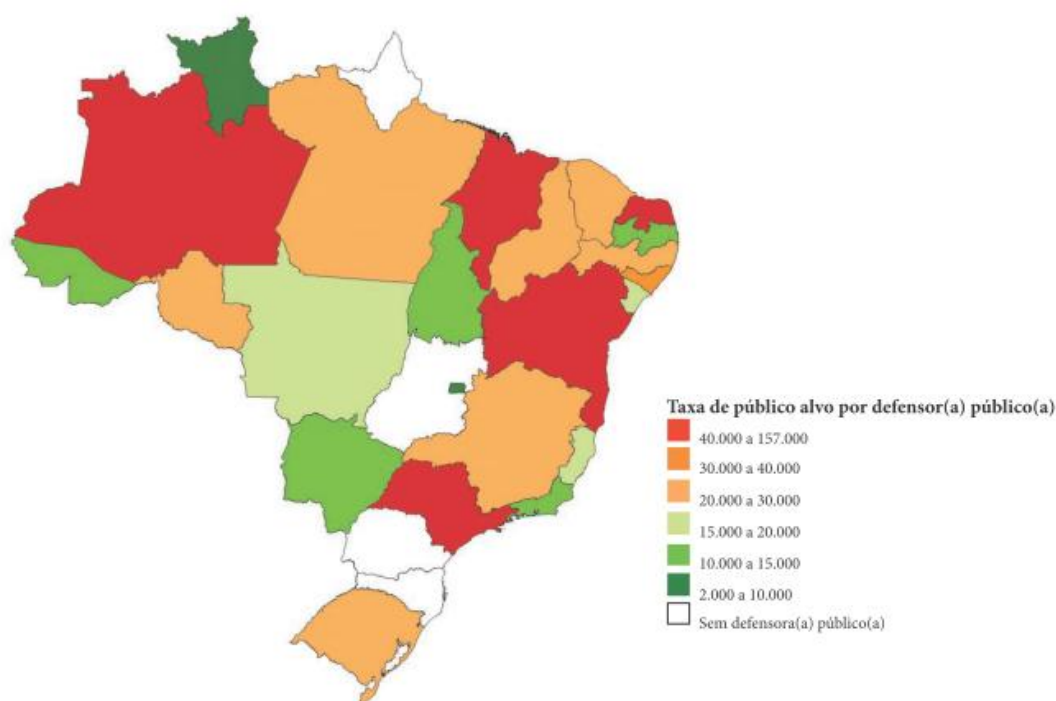 Taxa de público alvo por defensor(a) público(a)
40.000 a 157.000
30.000 a 40.000
20.000 a 30.000
15.000 a 20.000
10.000 a 15.000
2.000 a 10.000
Sem defensora(a) público(a)